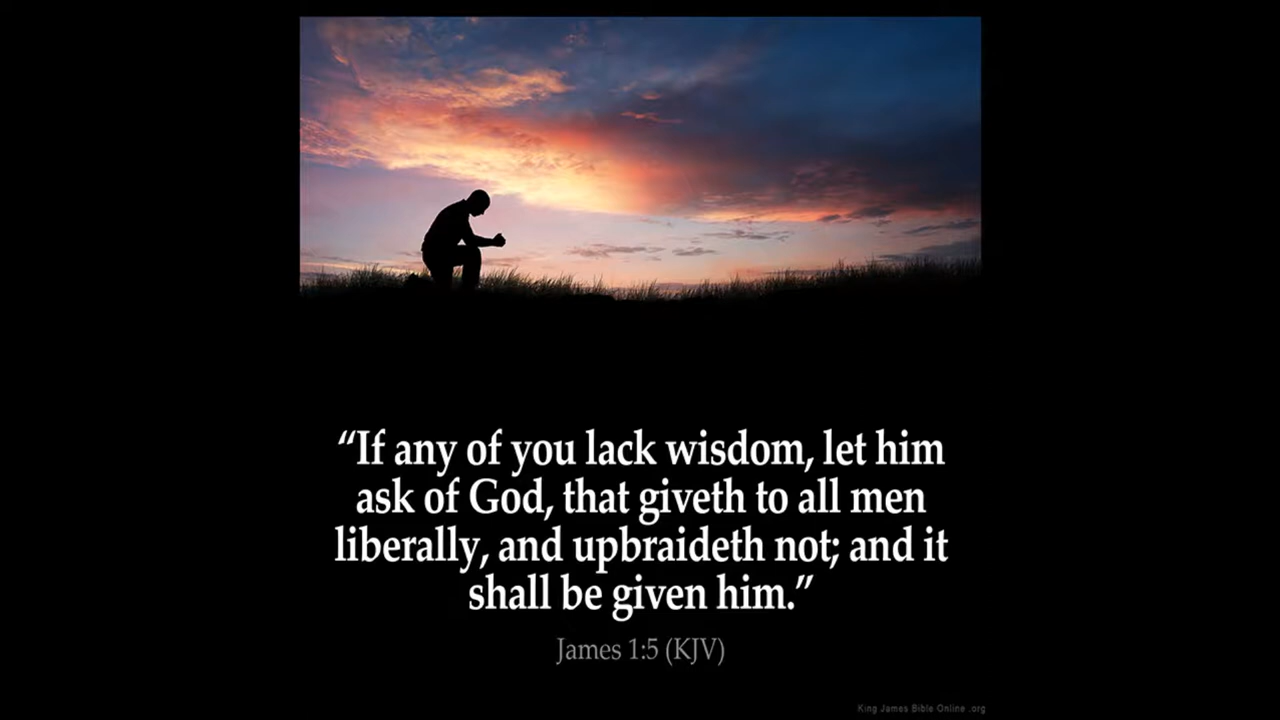 “If any of you lack wisdom, let him
ask of God, that giveth to all men
liberally, and upbraideth not; and it
shall be given him.”
James 1:5 (KJV)
King James Bible Online .org